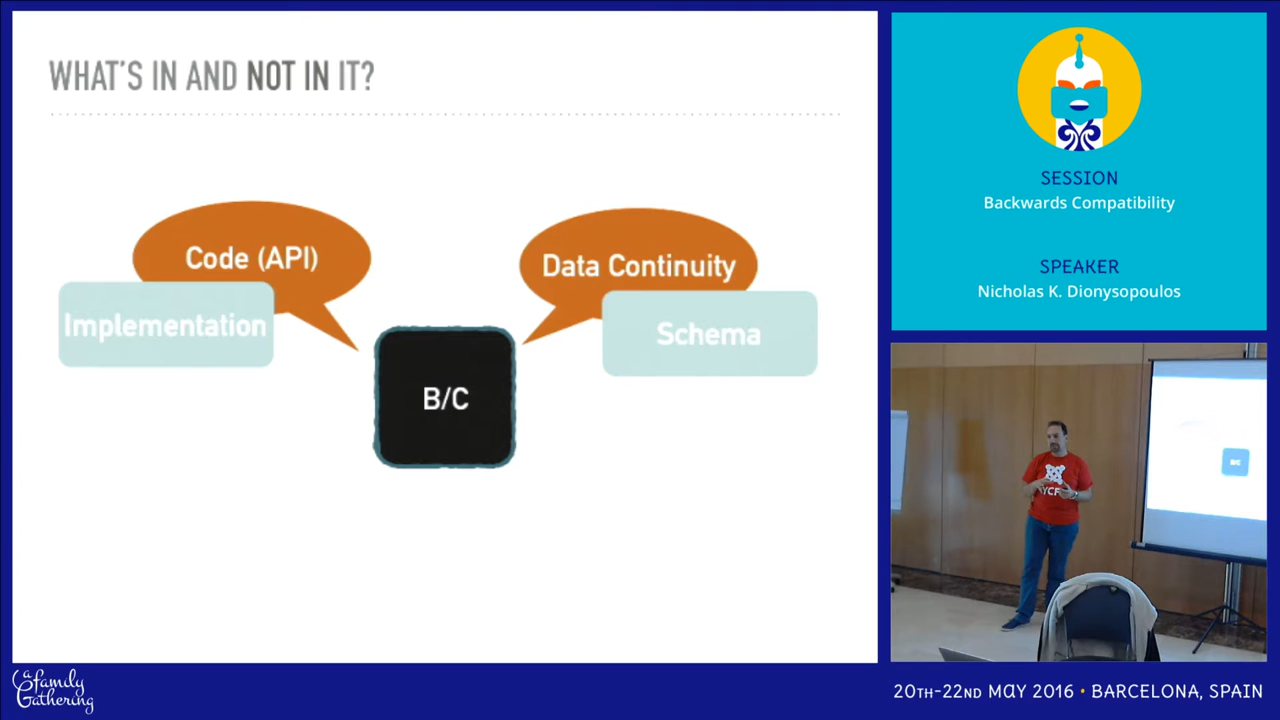 WHAT'S IN AND NOT IN IT?
Code (API)
Implementation
Data Continuity
Schema
B/C
SESSION
Backwards Compatibility
SPEAKER
Nicholas K. Dionysopoulos
B/C
a
Family
Gathering
20TH-22ND MAY 2016 • BARCELONA, SPAIN